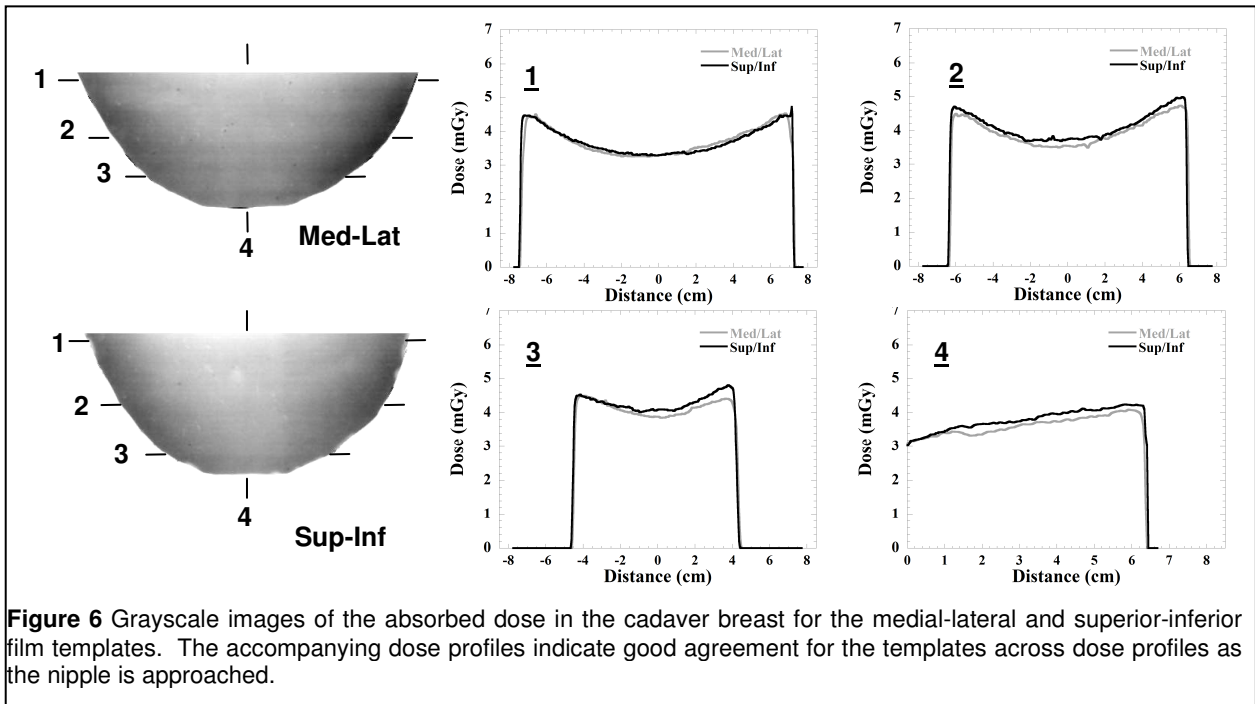 1
2
3
4
Med-Lat
1
2
3
4
Sup-Inf
1
Med/Lat
Sup/Inf
Dose (mGy)
7
6
5
4
3
2
1
0
-8 -6 -4 -2 0 2 4 6 8
Distance (cm)
2
Med/Lat
Sup/Inf
Dose (mGy)
7
6
5
4
3
2
1
0
-8 -6 -4 -2 0 2 4 6 8
Distance (cm)
3
Med/Lat
Sup/Inf
Dose (mGy)
6
5
4
3
2
1
0
-8 -6 -4 -2 0 2 4 6 8
Distance (cm)
4
Med/Lat
Sup/Inf
Dose (mGy)
6
5
4
3
2
1
0
0 1 2 3 4 5 6 7 8
Distance (cm)
Figure 6 Grayscale images of the absorbed dose in the cadaver breast for the medial-lateral and superior-inferior
film templates. The accompanying dose profiles indicate good agreement for the templates across dose profiles as
the nipple is approached.